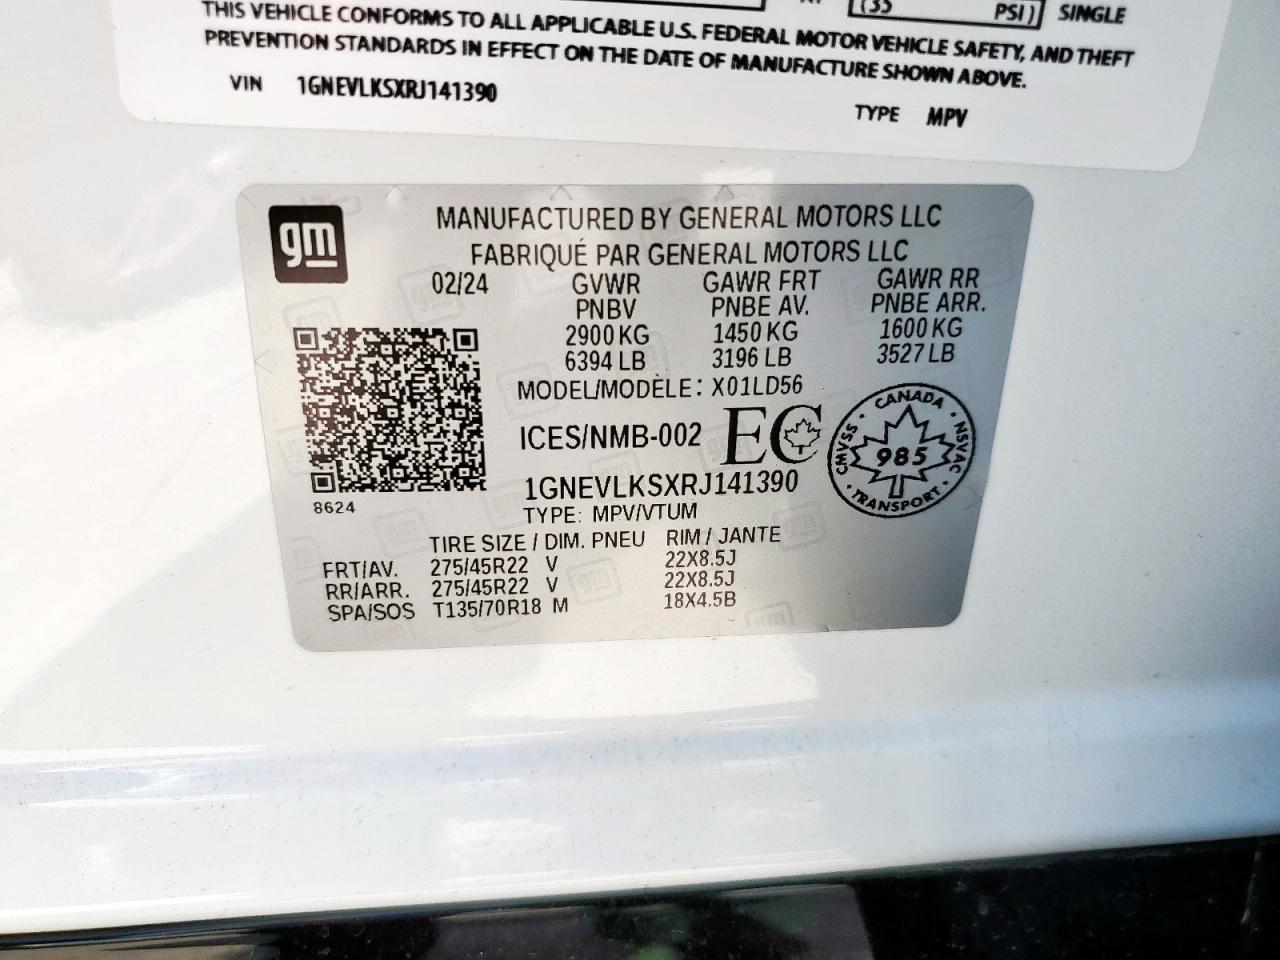 (35 PSI) SINGLE
THIS VEHICLE CONFORMS TO ALL APPLICABLE U.S. FEDERAL MOTOR VEHICLE SAFETY, AND THEFT
PREVENTION STANDARDS IN EFFECT ON THE DATE OF MANUFACTURE SHOWN ABOVE.
VIN 1GNEVLKSXRJ141390
TYPE MPV
gm
MANUFACTURED BY GENERAL MOTORS LLC
FABRIQUÉ PAR GENERAL MOTORS LLC
02/24 GVWR GAWR FRT GAWR RR
PNBV PNBE AV. PNBE ARR.
2900 KG 1450 KG 1600 KG
6394 LB 3196 LB 3527 LB
MODEL/MODÈLE: X01LD56
ICES/NMB-002 EC
CANADA
CMVSS 985 NSVAC
TRANSPORT
1GNEVLKSXRJ141390
8624
TYPE: MPV/VTUM
TIRE SIZE / DIM. PNEU RIM / JANTE
FRT/AV. 275/45R22 V 22X8.5J
RR/ARR. 275/45R22 V 22X8.5J
SPA/SOS T135/70R18 M 18X4.5B